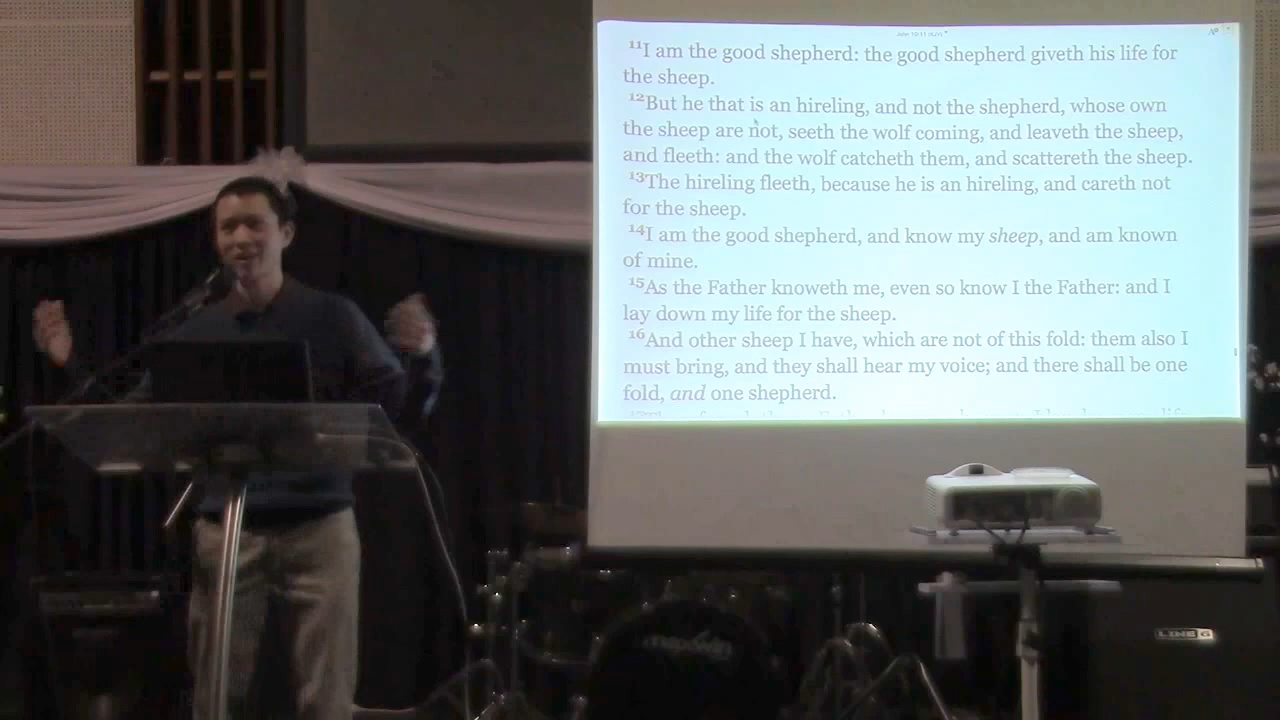 John 10:11 (KJV)
¹¹I am the good shepherd: the good shepherd giveth his life for
the sheep.
¹²But he that is an hireling, and not the shepherd, whose own
the sheep are not, seeth the wolf coming, and leaveth the sheep,
and fleeth: and the wolf catcheth them, and scattereth the sheep.
¹³The hireling fleeth, because he is an hireling, and careth not
for the sheep.
¹⁴I am the good shepherd, and know my sheep, and am known
of mine.
¹⁵As the Father knoweth me, even so know I the Father: and I
lay down my life for the sheep.
¹⁶And other sheep I have, which are not of this fold: them also I
must bring, and they shall hear my voice; and there shall be one
fold, and one shepherd.
LINE 6